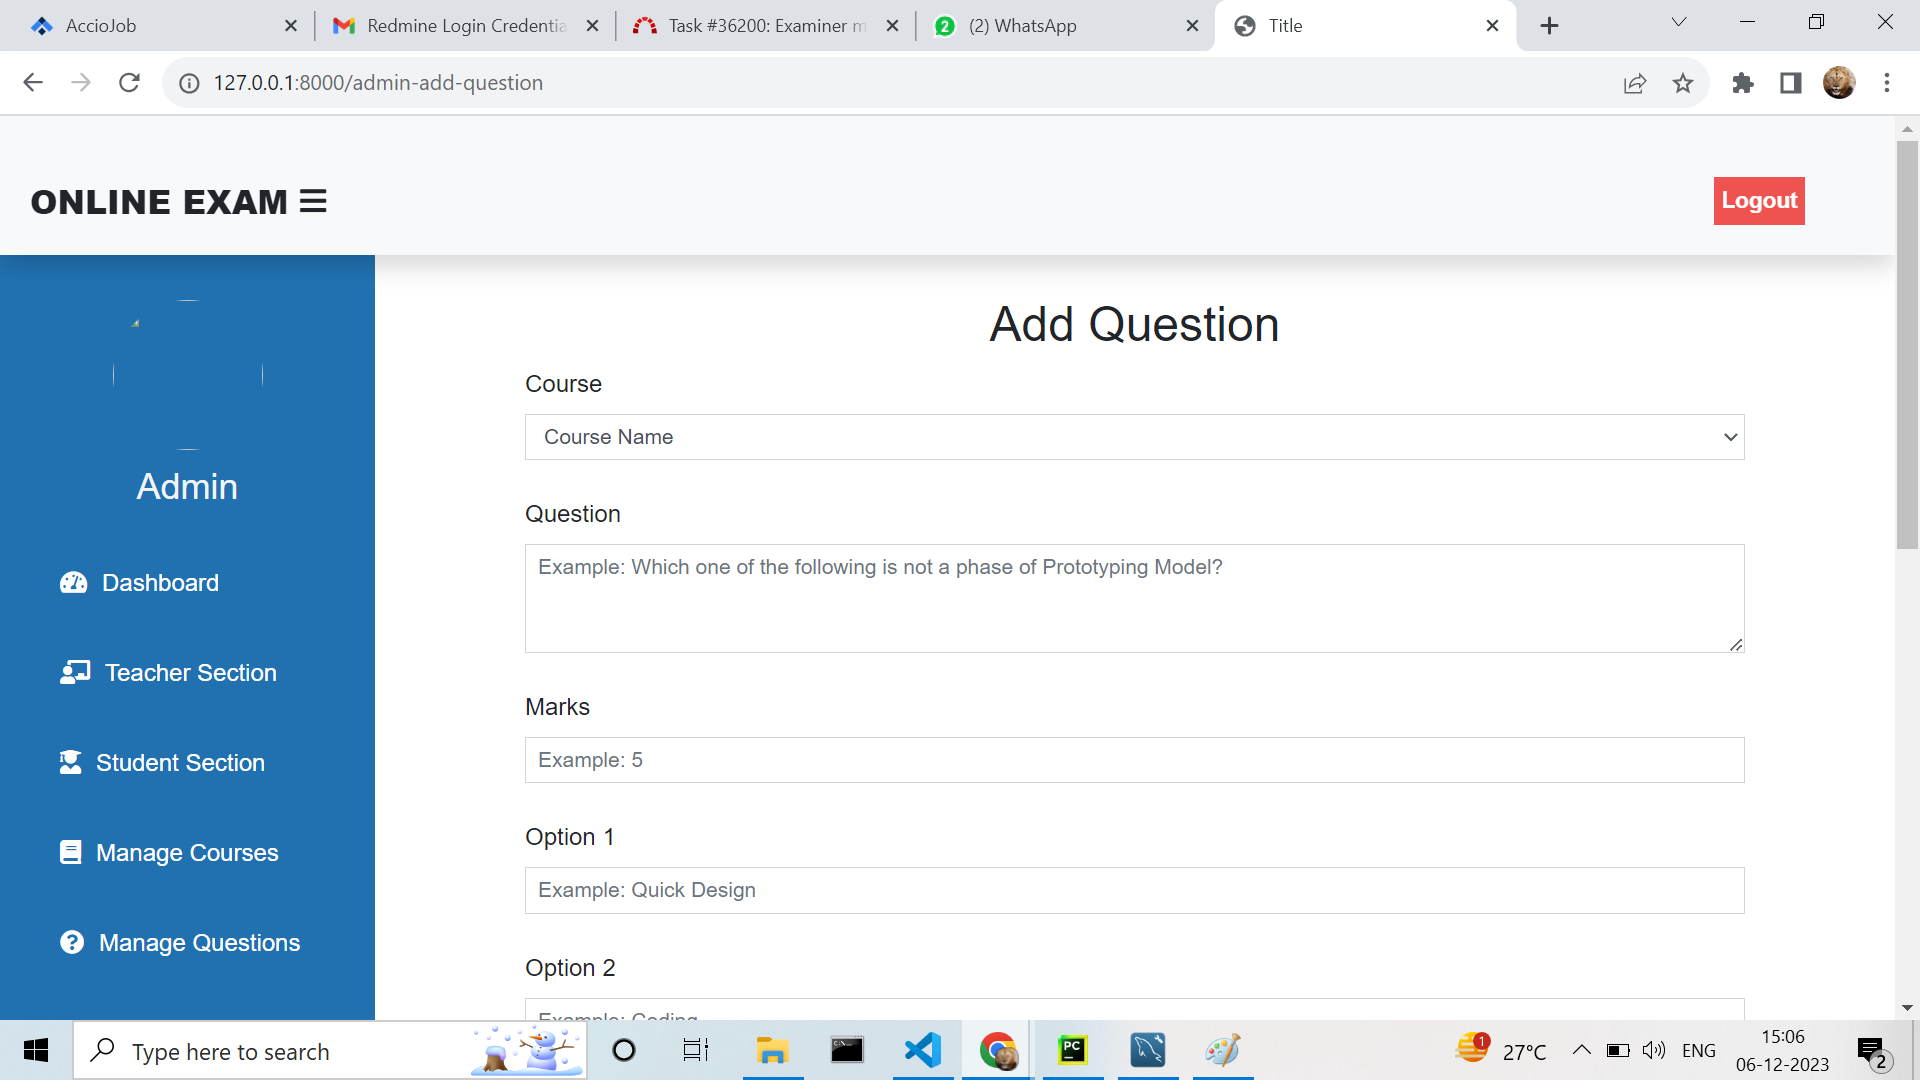 AccioJob
Redmine Login Credentia
Task #36200: Examiner m
(2) WhatsApp
Title
127.0.0.1:8000/admin-add-question
ONLINE EXAM
Logout
Admin
Dashboard
Teacher Section
Student Section
Manage Courses
Manage Questions
Add Question
Course
Course Name
Question
Example: Which one of the following is not a phase of Prototyping Model?
Marks
Example: 5
Option 1
Example: Quick Design
Option 2
Example: Coding
Type here to search
PC
1
27°C
ENG
15:06
06-12-2023
2